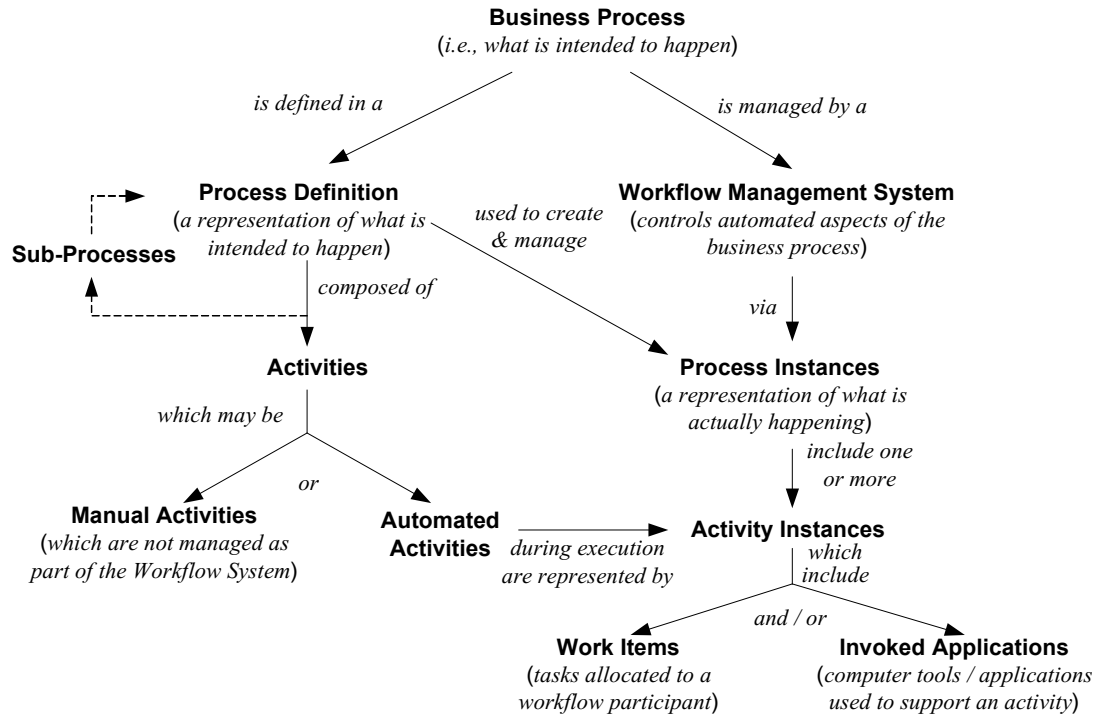 Business Process
(i.e., what is intended to happen)
is defined in a
is managed by a
Process Definition
(a representation of what is
intended to happen)
Workflow Management System
(controls automated aspects of the
business process)
used to create
& manage
Sub-Processes
composed of
via
Activities
Process Instances
(a representation of what is
actually happening)
which may be
include one
or more
or
Manual Activities
(which are not managed as
part of the Workflow System)
Automated
Activities
during execution
are represented by
Activity Instances
which
include
and / or
Work Items
(tasks allocated to a
workflow participant)
Invoked Applications
(computer tools / applications
used to support an activity)